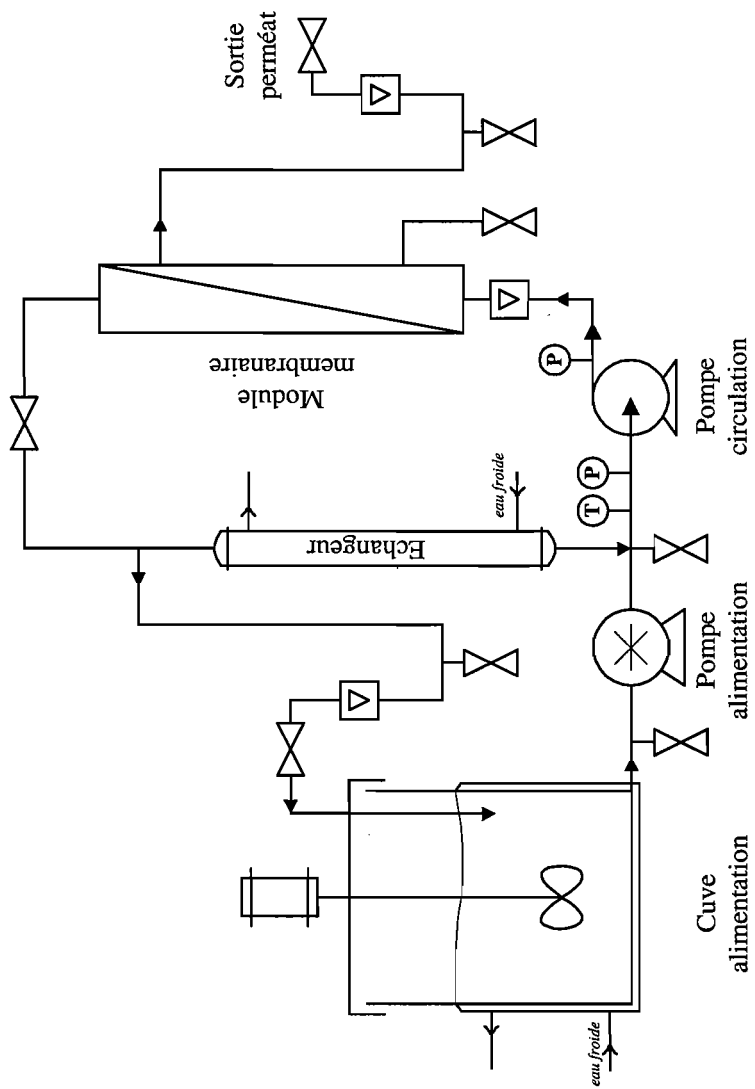 Sortie
perméat
Module
membranaire
P
eau froide
Echangeur
T
P
Pompe
circulation
Pompe
alimentation
Cuve
alimentation
eau froide